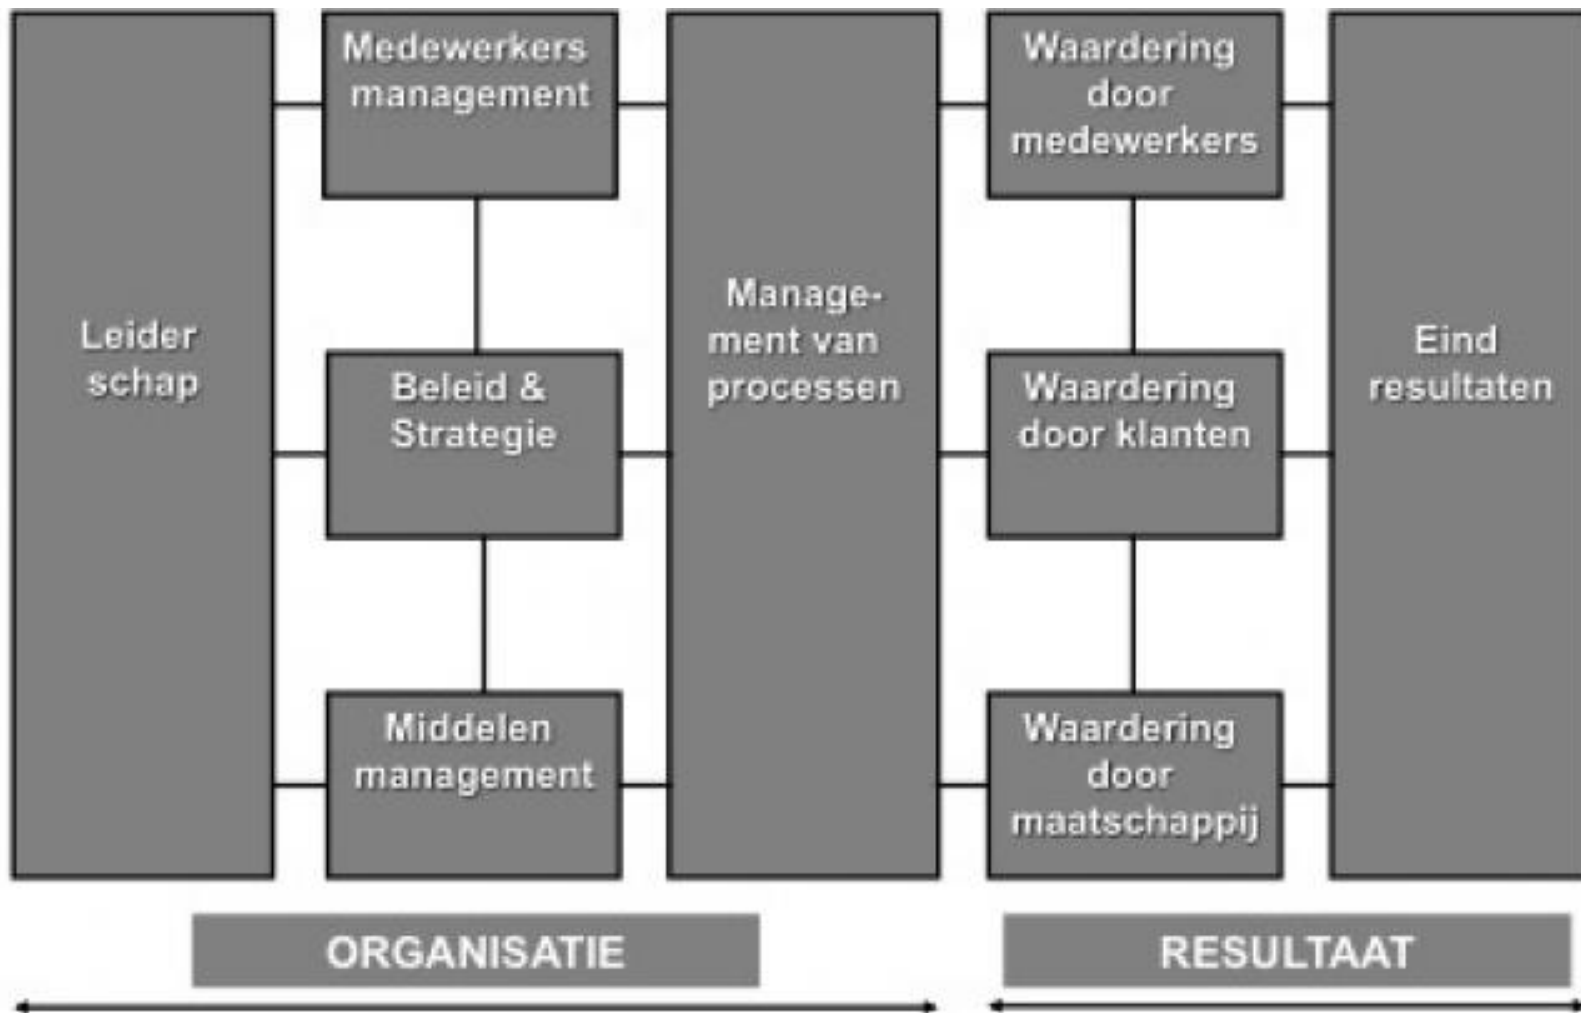 Leider
schap
Medewerkers
management
Beleid &
Strategie
Middelen
management
Manage-
ment van
processen
Waardering
door
medewerkers
Waardering
door klanten
Waardering
door
maatschappij
Eind
resultaten
ORGANISATIE
RESULTAAT